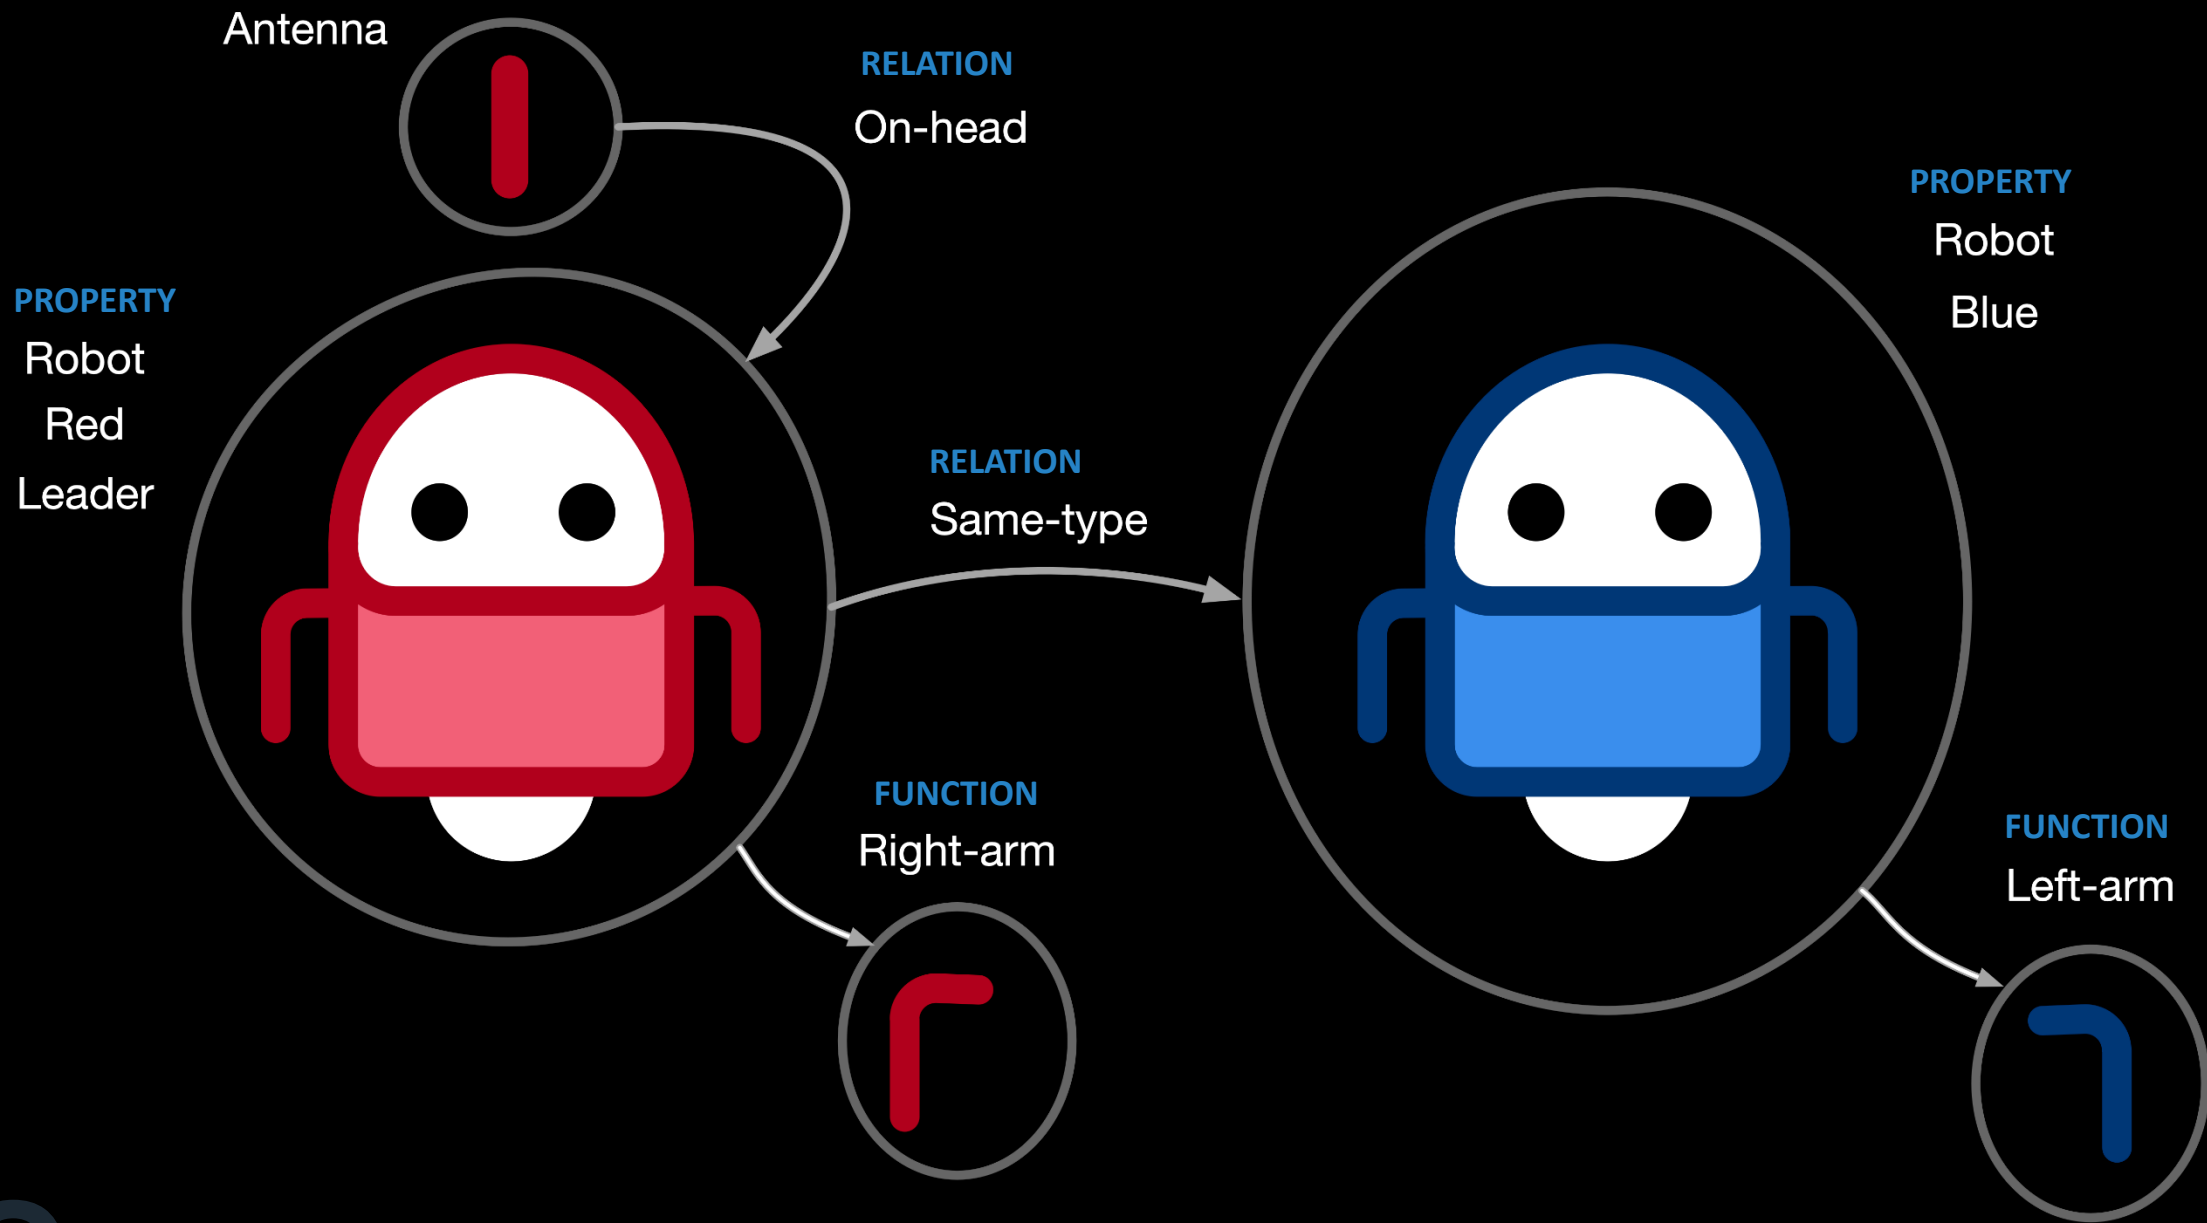 Antenna
RELATION
On-head
PROPERTY
Robot
Red
Leader
RELATION
Same-type
PROPERTY
Robot
Blue
FUNCTION
Right-arm
FUNCTION
Left-arm